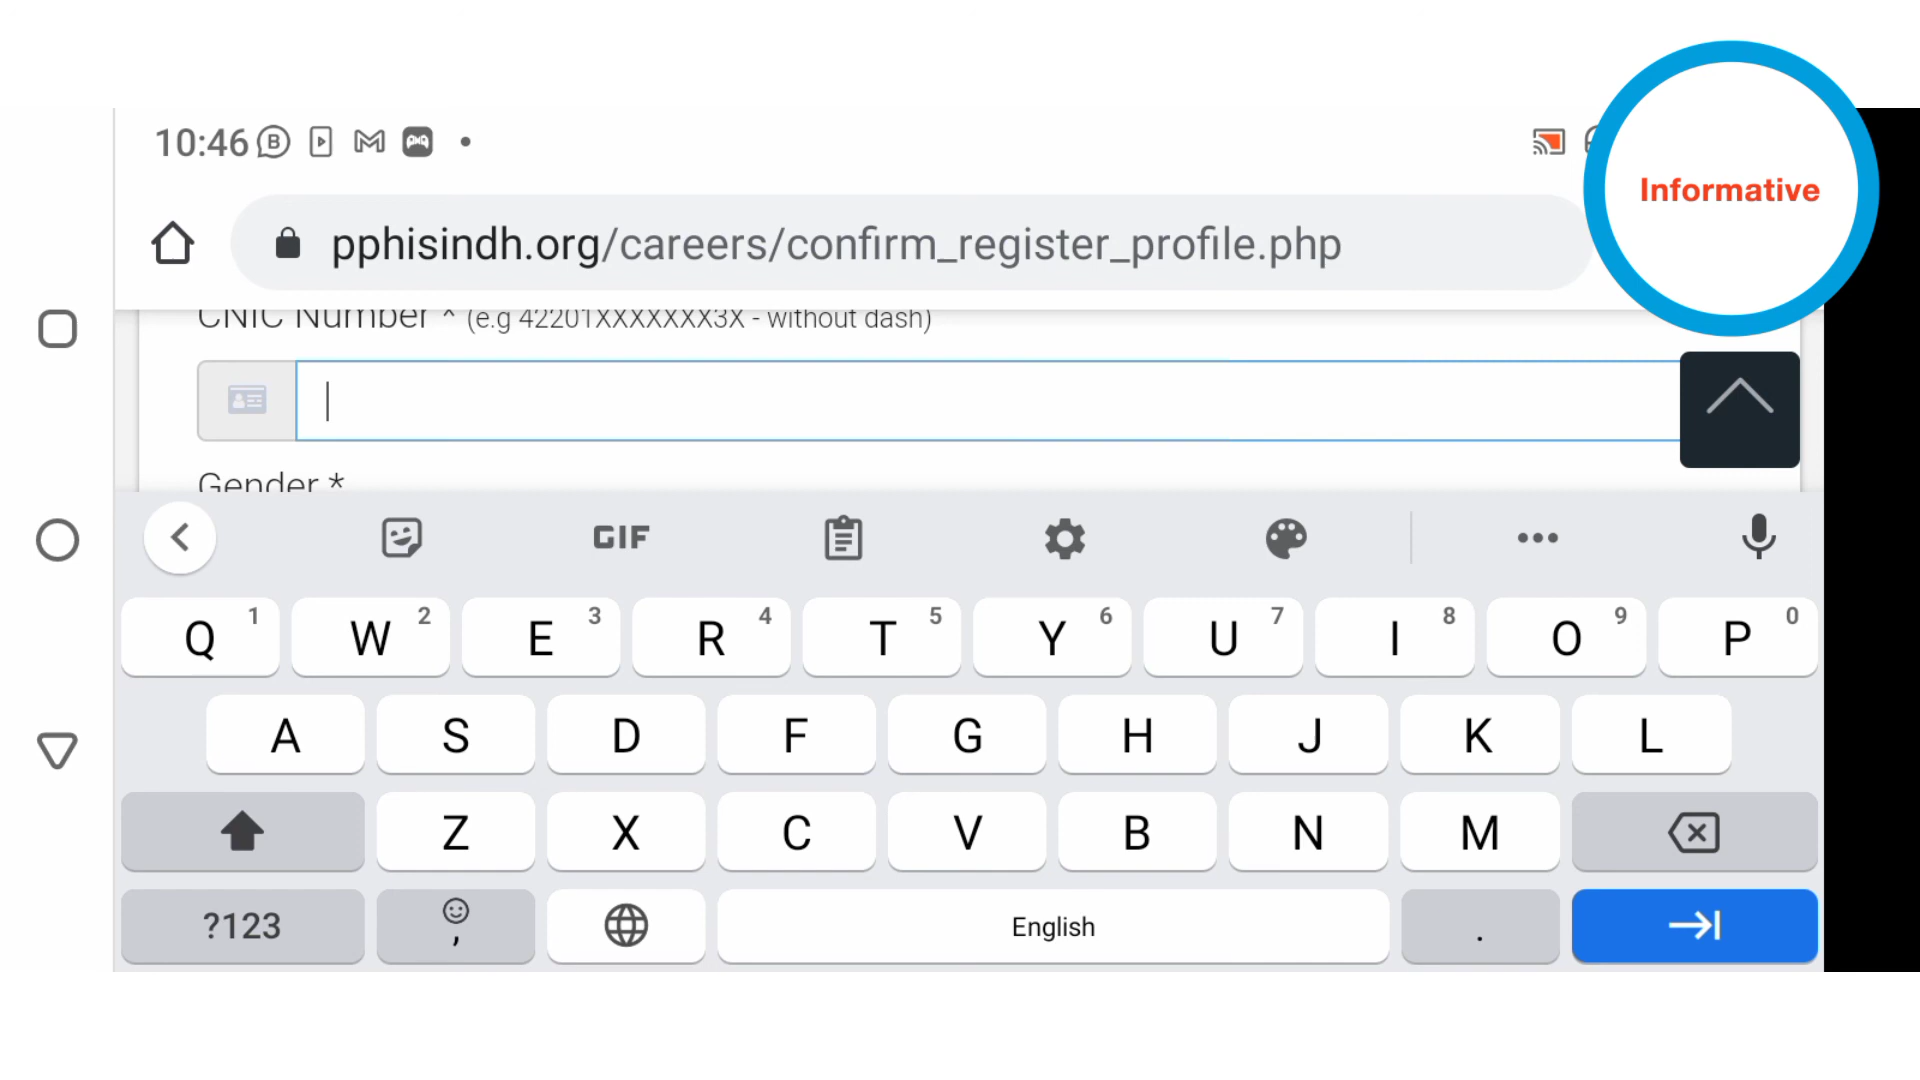 10:46
Informative
pphisindh.org/careers/confirm_register_profile.php
CNIC Number * (e.g 42201XXXXXXX3X - without dash)
Gender *
GIF
Q 1 W 2 E 3 R 4 T 5 Y 6 U 7 I 8 O 9 P 0
A S D F G H J K L
Z X C V B N M
?123 , English .